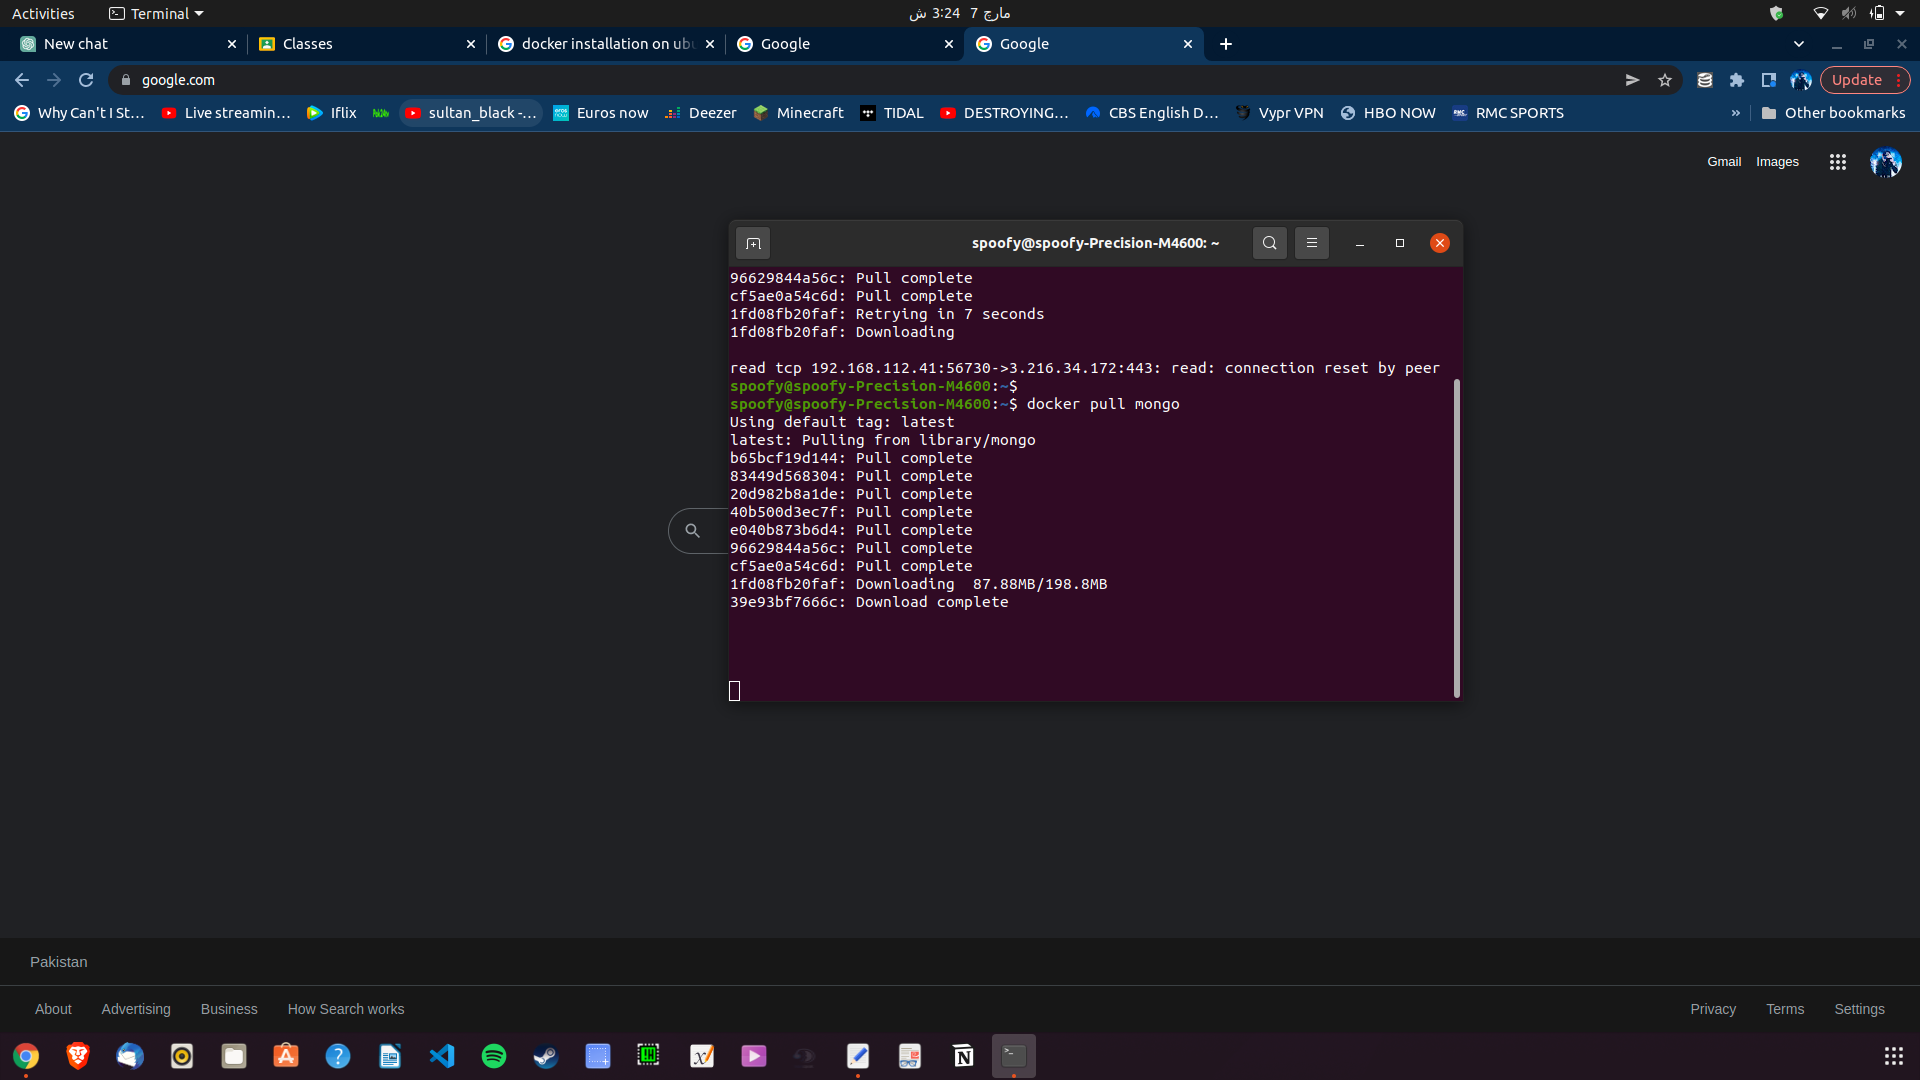 Activities
Terminal
مارچ 7  3:24 ش
New chat
Classes
docker installation on ub
Google
Google
google.com
Update
Why Can't I St…
Live streamin…
Iflix
sultan_black -…
Euros now
Deezer
Minecraft
TIDAL
DESTROYING…
CBS English D…
Vypr VPN
HBO NOW
RMC SPORTS
»
Other bookmarks
Gmail
Images
spoofy@spoofy-Precision-M4600: ~
96629844a56c: Pull complete
cf5ae0a54c6d: Pull complete
1fd08fb20faf: Retrying in 7 seconds
1fd08fb20faf: Downloading
read tcp 192.168.112.41:56730->3.216.34.172:443: read: connection reset by peer
spoofy@spoofy-Precision-M4600:~$
spoofy@spoofy-Precision-M4600:~$ docker pull mongo
Using default tag: latest
latest: Pulling from library/mongo
b65bcf19d144: Pull complete
83449d568304: Pull complete
20d982b8a1de: Pull complete
40b500d3ec7f: Pull complete
e040b873b6d4: Pull complete
96629844a56c: Pull complete
cf5ae0a54c6d: Pull complete
1fd08fb20faf: Downloading  87.88MB/198.8MB
39e93bf7666c: Download complete
Pakistan
About
Advertising
Business
How Search works
Privacy
Terms
Settings